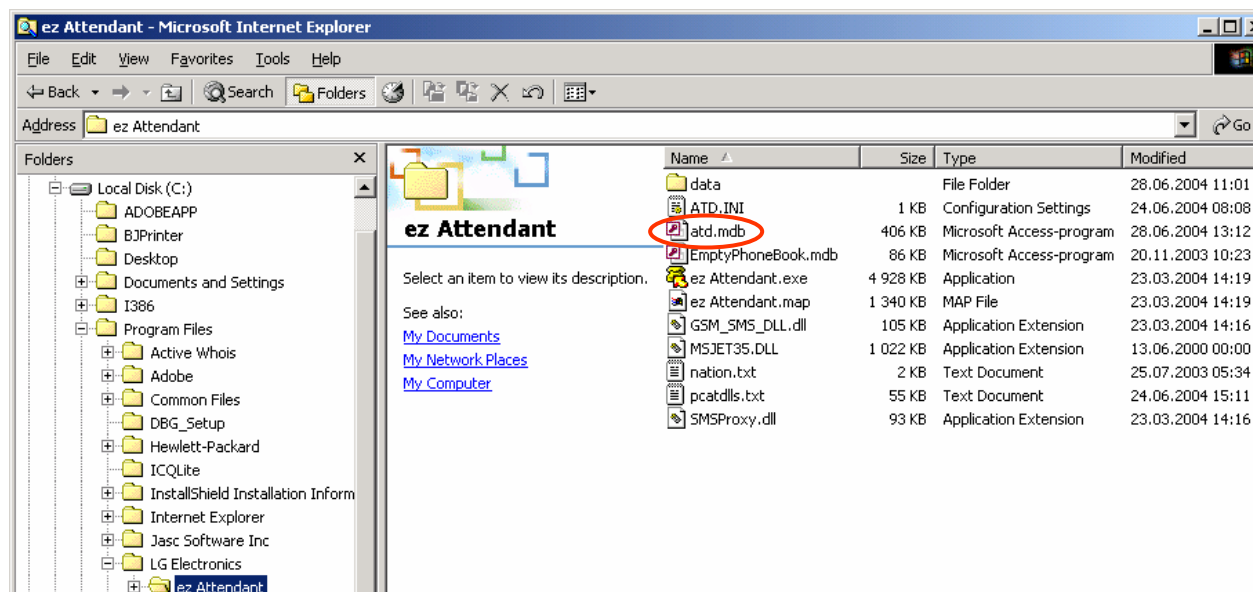 ez Attendant - Microsoft Internet Explorer
File Edit View Favorites Tools Help
Back Search Folders
Address ez Attendant Go
Folders
Local Disk (C:)
ADOBEAPP
BJPrinter
Desktop
Documents and Settings
I386
Program Files
Active Whois
Adobe
Common Files
DBG_Setup
Hewlett-Packard
ICQLite
InstallShield Installation Inform
Internet Explorer
Jasc Software Inc
LG Electronics
ez Attendant
ez Attendant
Select an item to view its description.
See also:
My Documents
My Network Places
My Computer
Name Size Type Modified
data File Folder 28.06.2004 11:01
ATD.INI 1 KB Configuration Settings 24.06.2004 08:08
atd.mdb 406 KB Microsoft Access-program 28.06.2004 13:12
EmptyPhoneBook.mdb 86 KB Microsoft Access-program 20.11.2003 10:23
ez Attendant.exe 4 928 KB Application 23.03.2004 14:19
ez Attendant.map 1 340 KB MAP File 23.03.2004 14:19
GSM_SMS_DLL.dll 105 KB Application Extension 23.03.2004 14:16
MSJET35.DLL 1 022 KB Application Extension 13.06.2000 00:00
nation.txt 2 KB Text Document 25.07.2003 05:34
pcatdlls.txt 55 KB Text Document 24.06.2004 15:11
SMSProxy.dll 93 KB Application Extension 23.03.2004 14:16